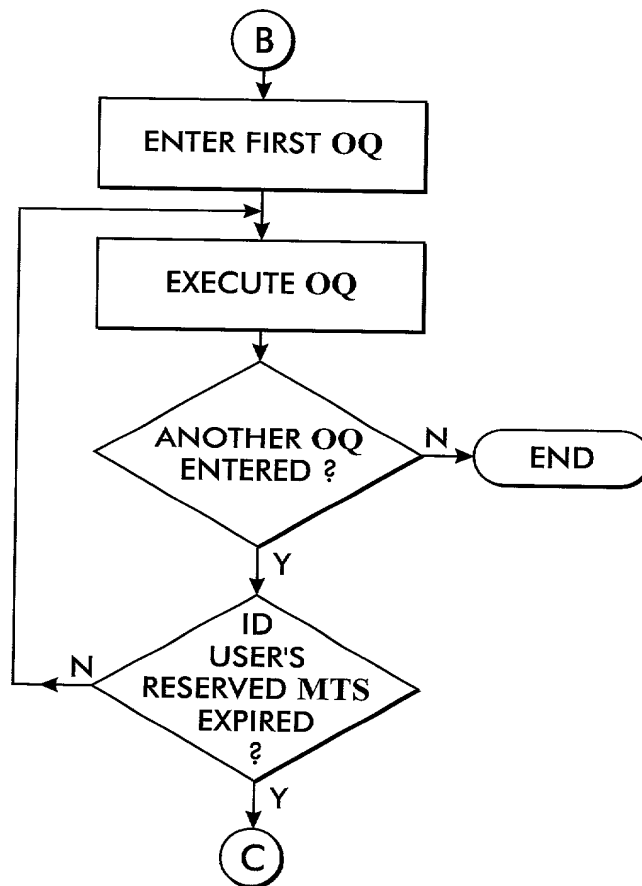 B
ENTER FIRST OQ
EXECUTE OQ
ANOTHER OQ
ENTERED ?
N
END
Y
ID
USER'S
RESERVED MTS
EXPIRED
?
N
Y
C